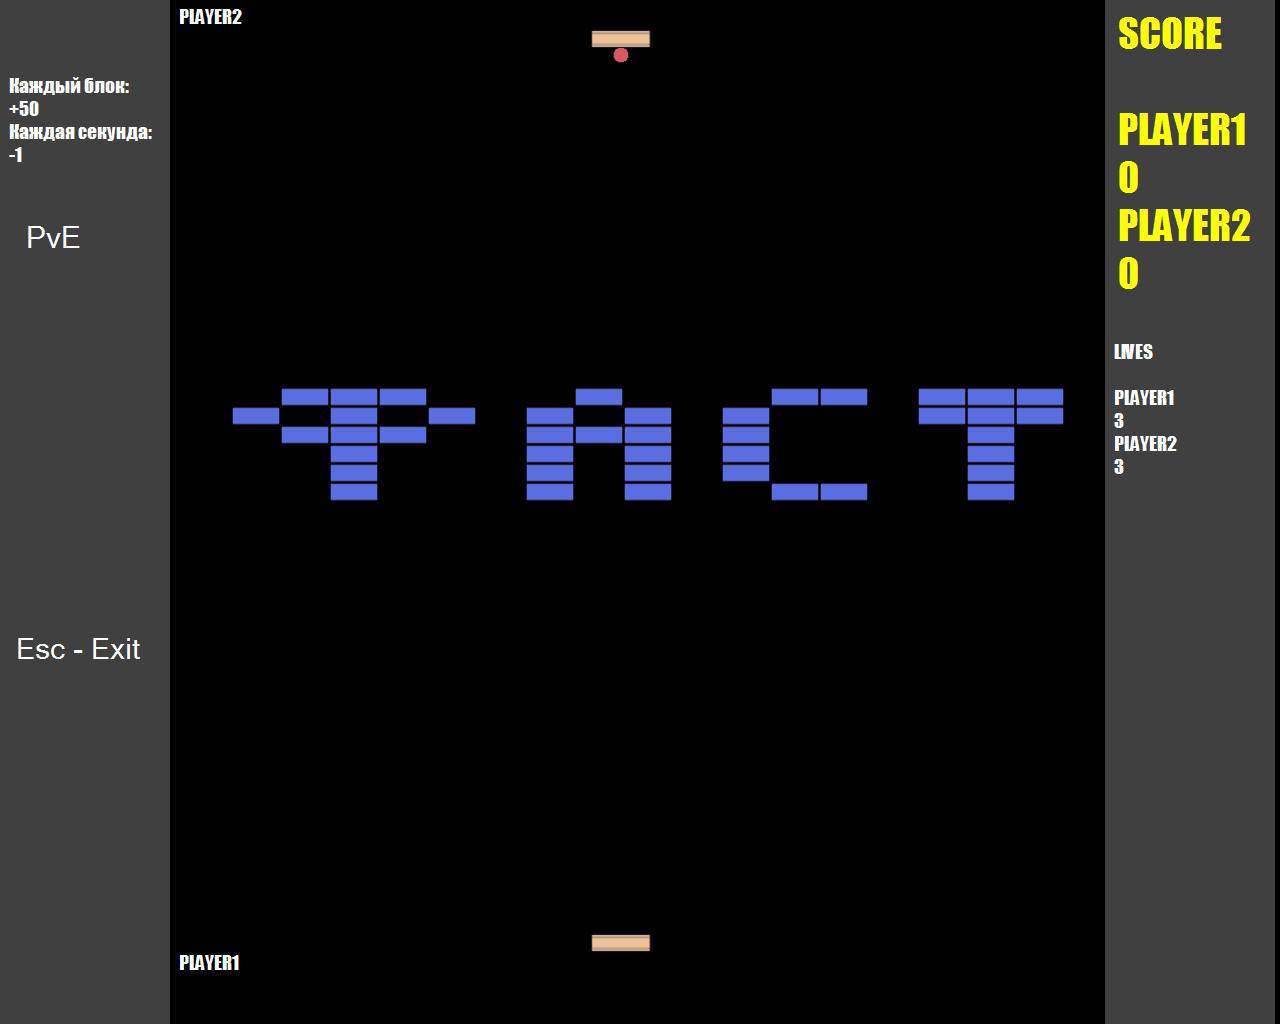 Каждый блок:
+50
Каждая секунда:
-1
PvE
Esc - Exit
PLAYER2
ФАСТ
PLAYER1
SCORE
PLAYER1
0
PLAYER2
0
LIVES
PLAYER1
3
PLAYER2
3